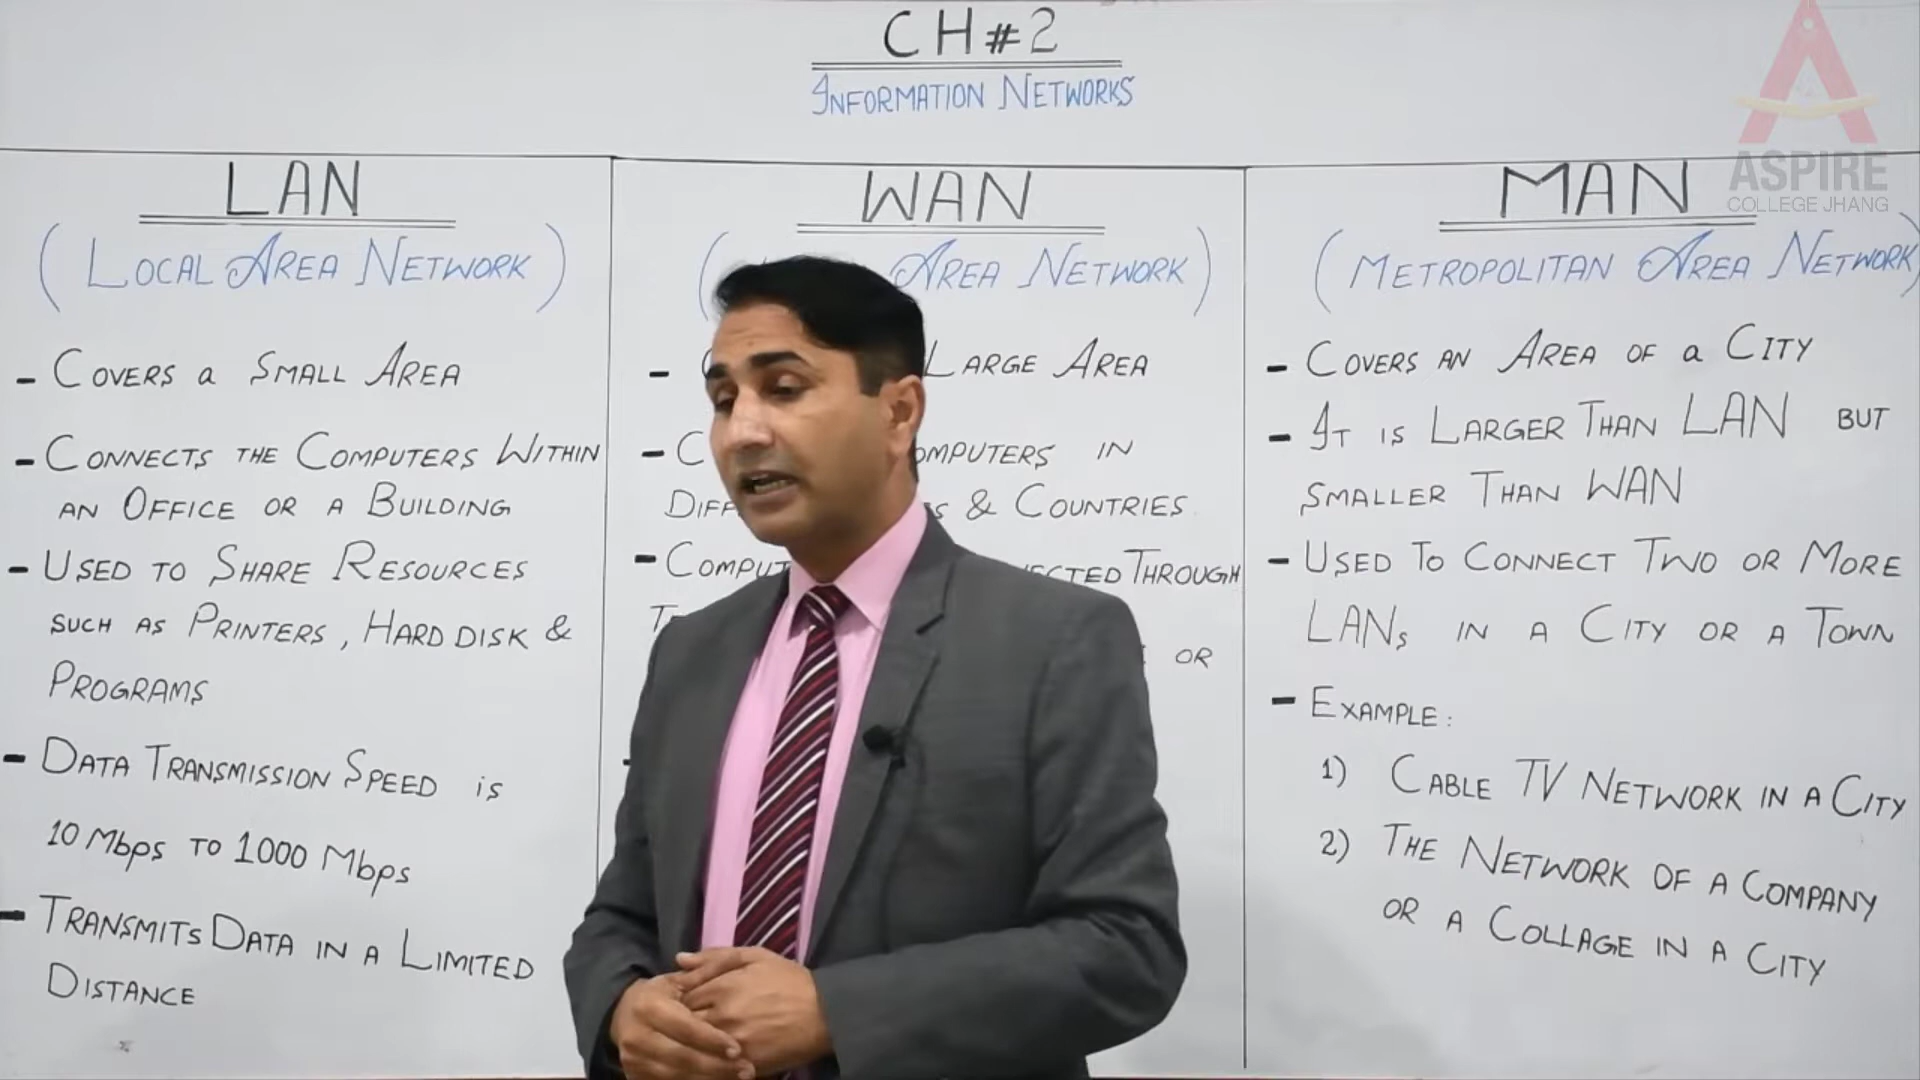 CH#2
INFORMATION NETWORKS
ASPIRE
COLLEGE JHANG
LAN
(LOCAL AREA NETWORK)
- COVERS a SMALL AREA
- CONNECTS THE COMPUTERS WITHIN
AN OFFICE OR A BUILDING
- USED TO SHARE RESOURCES
SUCH AS PRINTERS, HARD DISK &
PROGRAMS
- DATA TRANSMISSION SPEED is
10 Mbps TO 1000 Mbps
- TRANSMITS DATA IN A LIMITED
DISTANCE
WAN
( AREA NETWORK)
- LARGE AREA
- IN
& COUNTRIES
- THROUGH
OR
MAN
(METROPOLITAN AREA NETWORK)
- COVERS AN AREA OF a CITY
- IT IS LARGER THAN LAN BUT
SMALLER THAN WAN
- USED TO CONNECT TWO OR MORE
LANs IN A CITY OR A TOWN
- EXAMPLE:
1) CABLE TV NETWORK IN A CITY
2) THE NETWORK OF A COMPANY
OR A COLLAGE IN A CITY